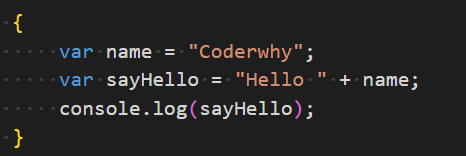 {
    var name = "Coderwhy";
    var sayHello = "Hello " + name;
    console.log(sayHello);
}